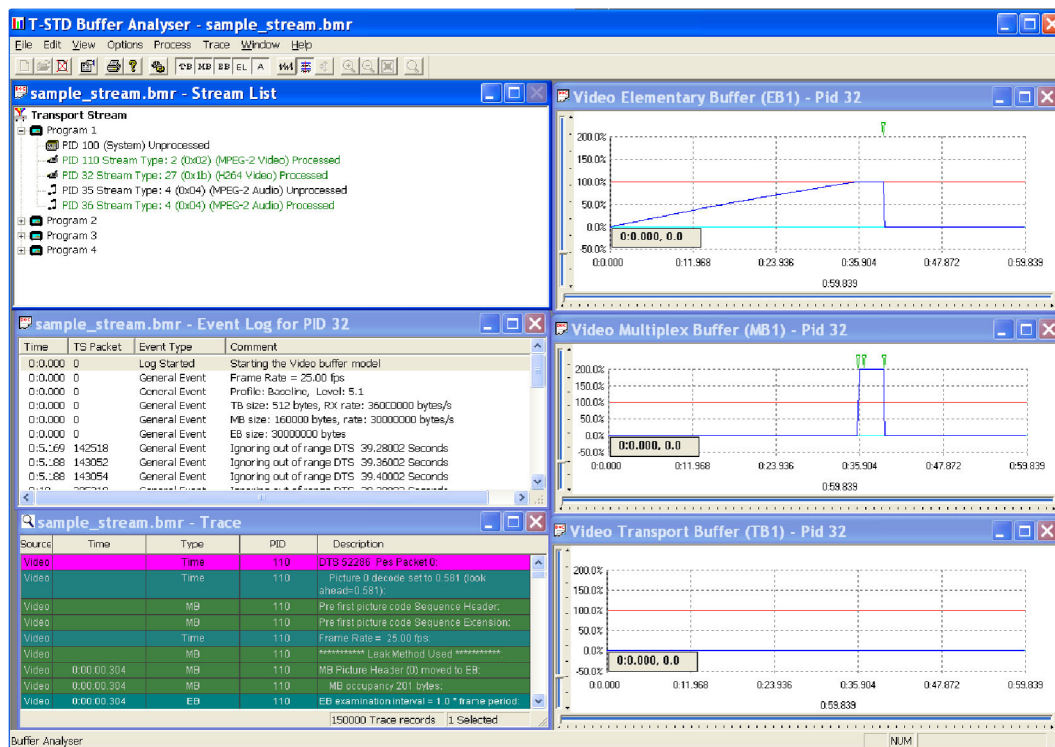 T-STD Buffer Analyser - sample_stream.bmr
File Edit View Options Process Trace Window Help
TB MB EB EL A
sample_stream.bmr - Stream List
Transport Stream
Program 1
PID 100 (System) Unprocessed
PID 110 Stream Type: 2 (0x02) (MPEG-2 Video) Processed
PID 32 Stream Type: 27 (0x1b) (H264 Video) Processed
PID 35 Stream Type: 4 (0x04) (MPEG-2 Audio) Unprocessed
PID 36 Stream Type: 4 (0x04) (MPEG-2 Audio) Processed
Program 2
Program 3
Program 4
sample_stream.bmr - Event Log for PID 32
Time TS Packet Event Type Comment
0:0.000 0 Log Started Starting the Video buffer model
0:0.000 0 General Event Frame Rate = 25.00 fps
0:0.000 0 General Event Profile: Baseline, Level: 5.1
0:0.000 0 General Event TB size: 512 bytes, RX rate: 36000000 bytes/s
0:0.000 0 General Event MB size: 160000 bytes, rate: 30000000 bytes/s
0:0.000 0 General Event EB size: 30000000 bytes
0:5.169 142518 General Event Ignoring out of range DTS 39.28002 Seconds
0:5.188 143052 General Event Ignoring out of range DTS 39.36002 Seconds
0:5.188 143054 General Event Ignoring out of range DTS 39.40002 Seconds
sample_stream.bmr - Trace
Source Time Type PID Description
Video Time 110 DTS 52286 Pes Packet 0:
Video Time 110 Picture 0 decode set to 0.581 (look
ahead=0.581):
Video MB 110 Pre first picture code Sequence Header:
Video MB 110 Pre first picture code Sequence Extension:
Video Time 110 Frame Rate = 25.00 fps:
Video MB 110 *********** Leak Method Used ***********
Video 0:00:00.304 MB 110 MB Picture Header (0) moved to EB:
Video 0:00:00.304 MB 110 MB occupancy 201 bytes:
Video 0:00:00.304 EB 110 EB examination interval = 1.0 * frame period:
150000 Trace records 1 Selected
Video Elementary Buffer (EB1) - Pid 32
200.0%
150.0%
100.0%
50.0%
0.0%
-50.0%
0:0.000, 0.0
0:0.000 0:11.968 0:23.936 0:35.904 0:47.872 0:59.839
0:59.839
Video Multiplex Buffer (MB1) - Pid 32
200.0%
150.0%
100.0%
50.0%
0.0%
-50.0%
0:0.000, 0.0
0:0.000 0:11.968 0:23.936 0:35.904 0:47.872 0:59.839
0:59.839
Video Transport Buffer (TB1) - Pid 32
200.0%
150.0%
100.0%
50.0%
0.0%
-50.0%
0:0.000, 0.0
0:0.000 0:11.968 0:23.936 0:35.904 0:47.872 0:59.839
0:59.839
Buffer Analyser
NUM